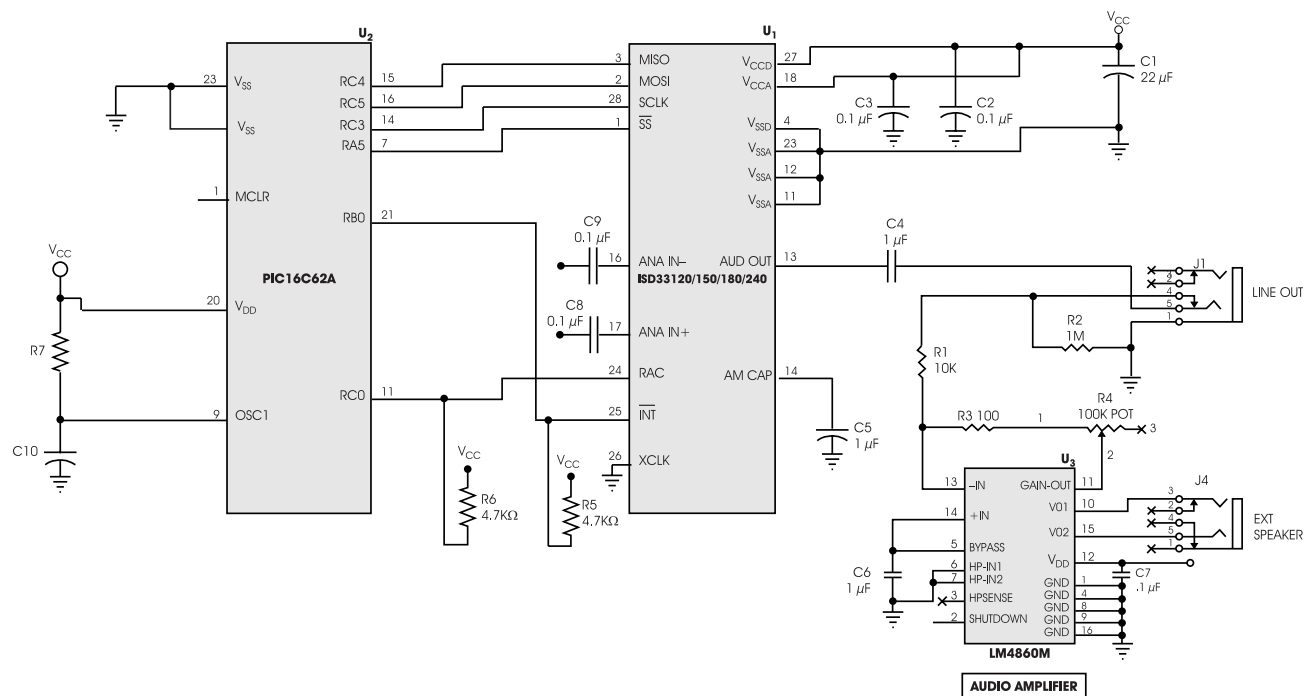 U2
PIC16C62A
23 VSS
VSS
1 MCLR
VCC
20 VDD
R7
9 OSC1
C10
RC4 15
RC5 16
RC3 14
RA5 7
RB0 21
RC0 11
U1
ISD33120/150/180/240
3 MISO
2 MOSI
28 SCLK
1 SS
C9
0.1 µF
16 ANA IN–
C8
0.1 µF
17 ANA IN+
24 RAC
25 INT
26 XCLK
VCC
R6
4.7KΩ
VCC
R5
4.7KΩ
VCCD 27
VCCA 18
VSSD 4
VSSA 23
VSSA 12
VSSA 11
AUD OUT 13
AM CAP 14
VCC
C1
22 µF
C3
0.1 µF
C2
0.1 µF
C4
1 µF
C5
1 µF
J1
2
4
5
1
LINE OUT
R2
1M
R1
10K
R3 100
1
R4
100K POT
3
2
U3
13 –IN
14 +IN
5 BYPASS
6 HP-IN1
7 HP-IN2
3 HPSENSE
2 SHUTDOWN
GAIN-OUT 11
V01 10
V02 15
VDD 12
GND 1
GND 4
GND 8
GND 9
GND 16
C6
1 µF
C7
.1 µF
J4
3
2
4
5
1
EXT
SPEAKER
LM4860M
AUDIO AMPLIFIER